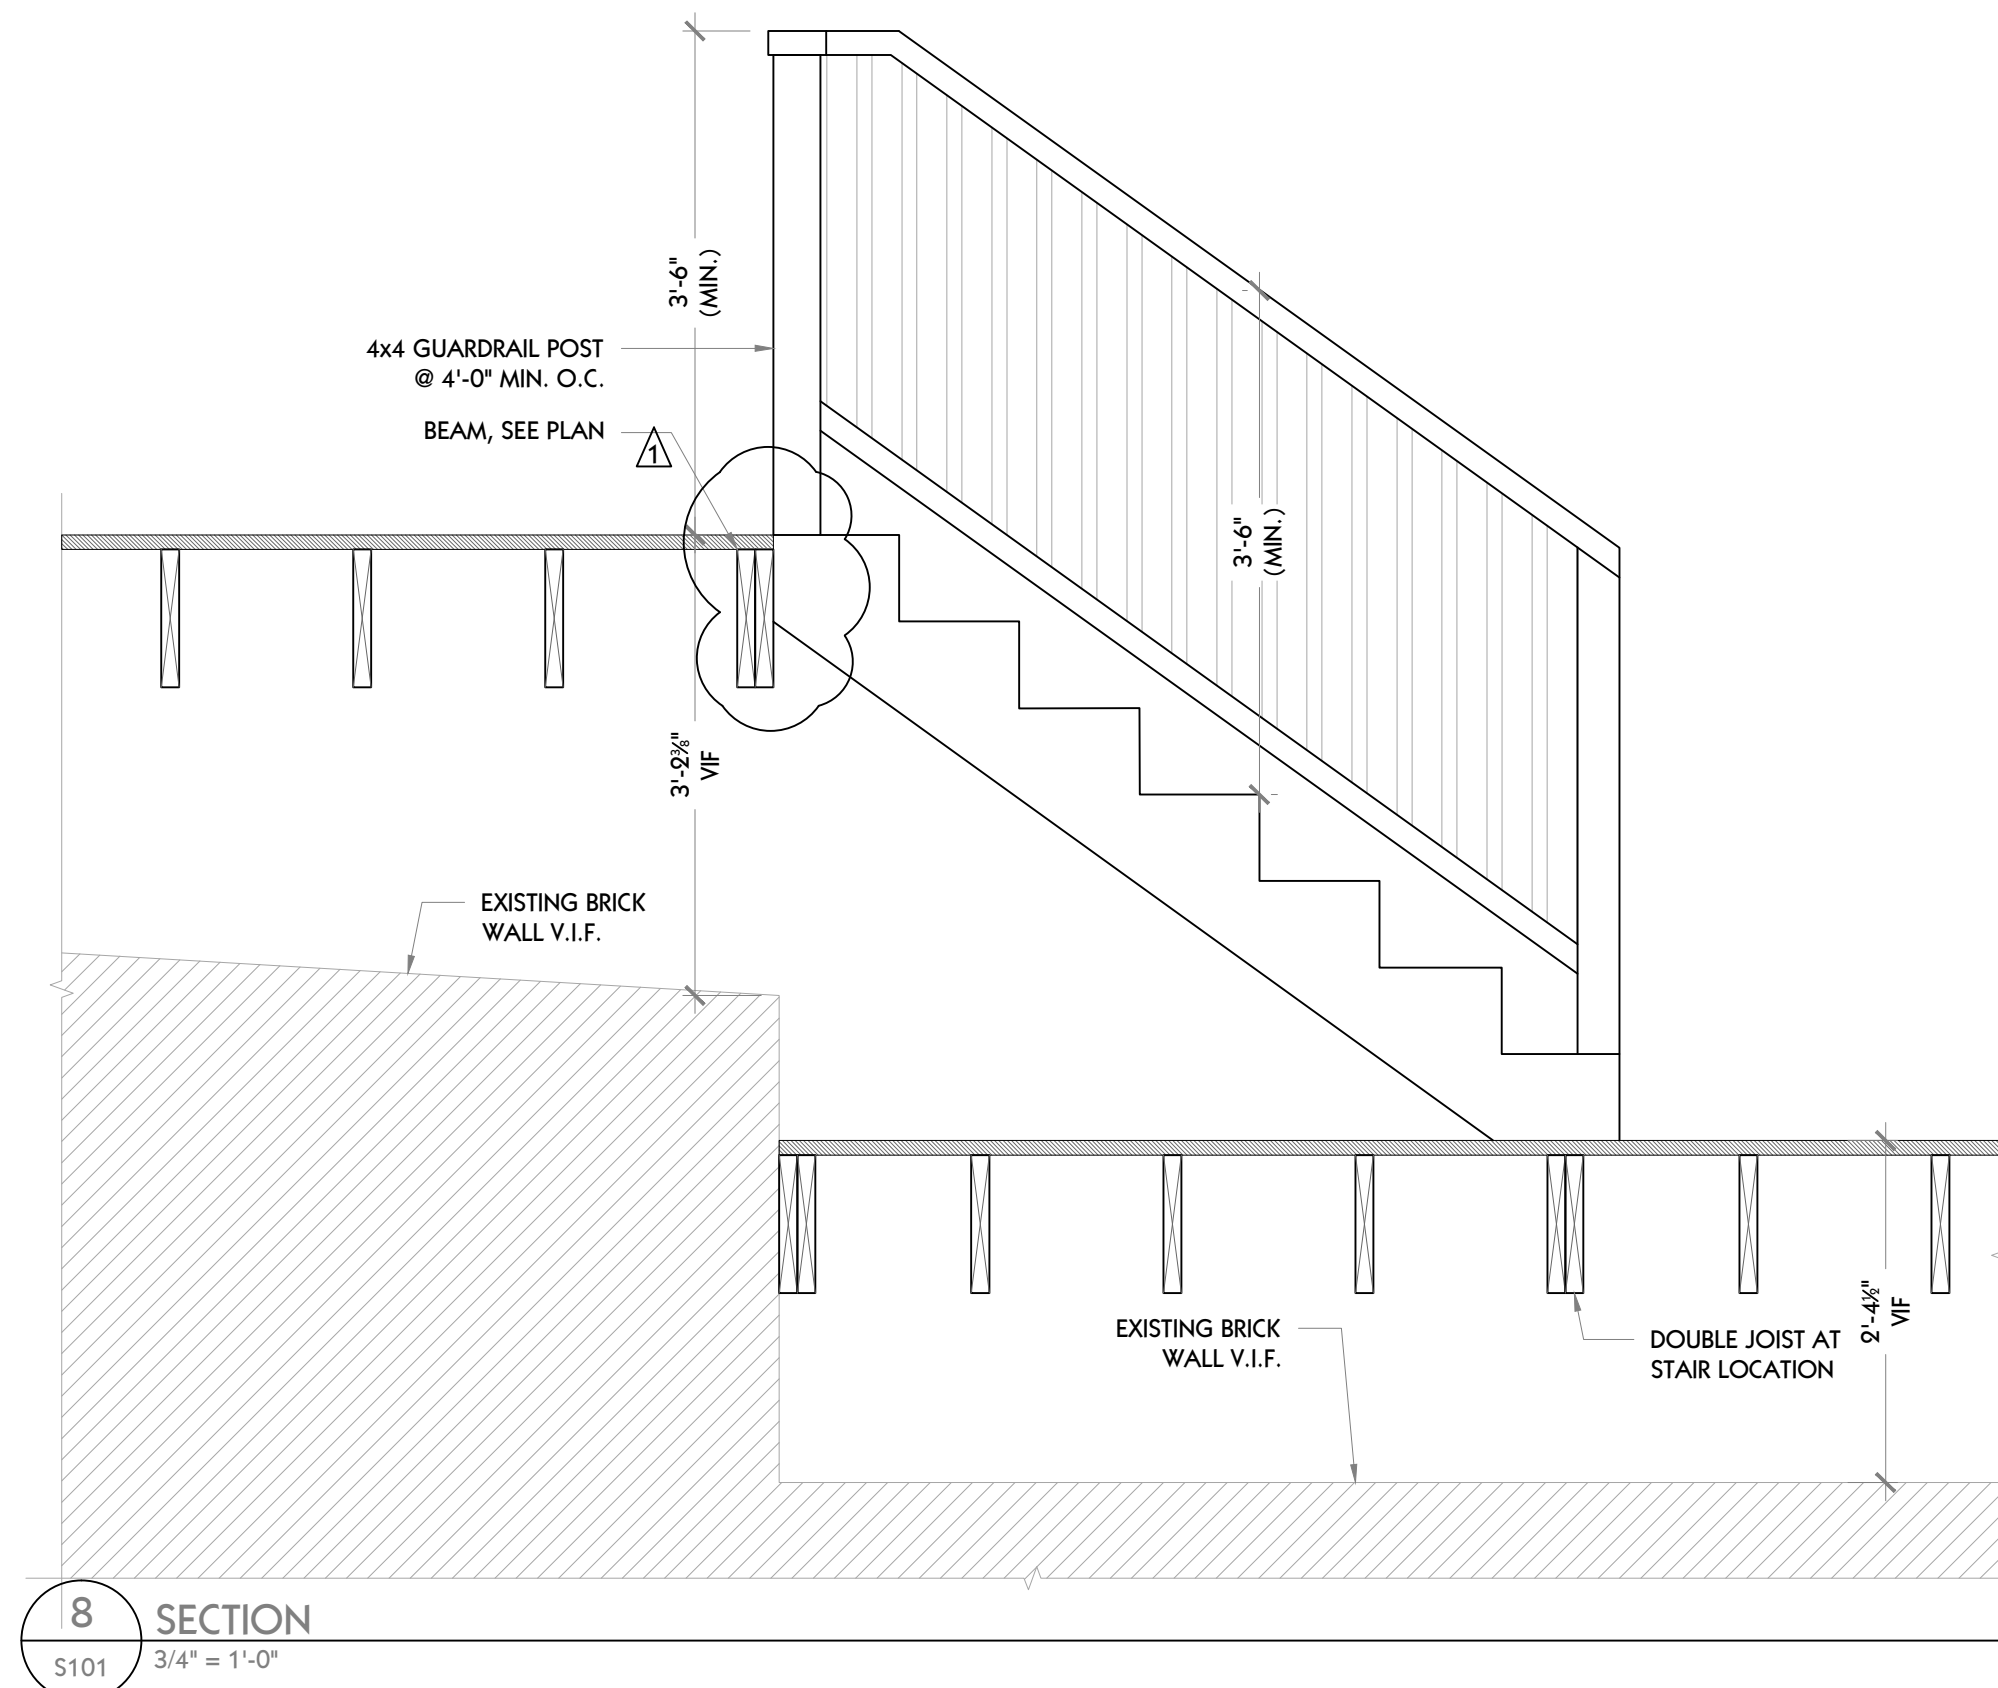 3'-6"
(MIN.)
4x4 GUARDRAIL POST
@ 4'-0" MIN. O.C.
BEAM, SEE PLAN
1
3'-6"
(MIN.)
3'-2⅜"
VIF
EXISTING BRICK
WALL V.I.F.
EXISTING BRICK
WALL V.I.F.
DOUBLE JOIST AT
STAIR LOCATION
2'-4½"
VIF
8
SECTION
S101
3/4" = 1'-0"